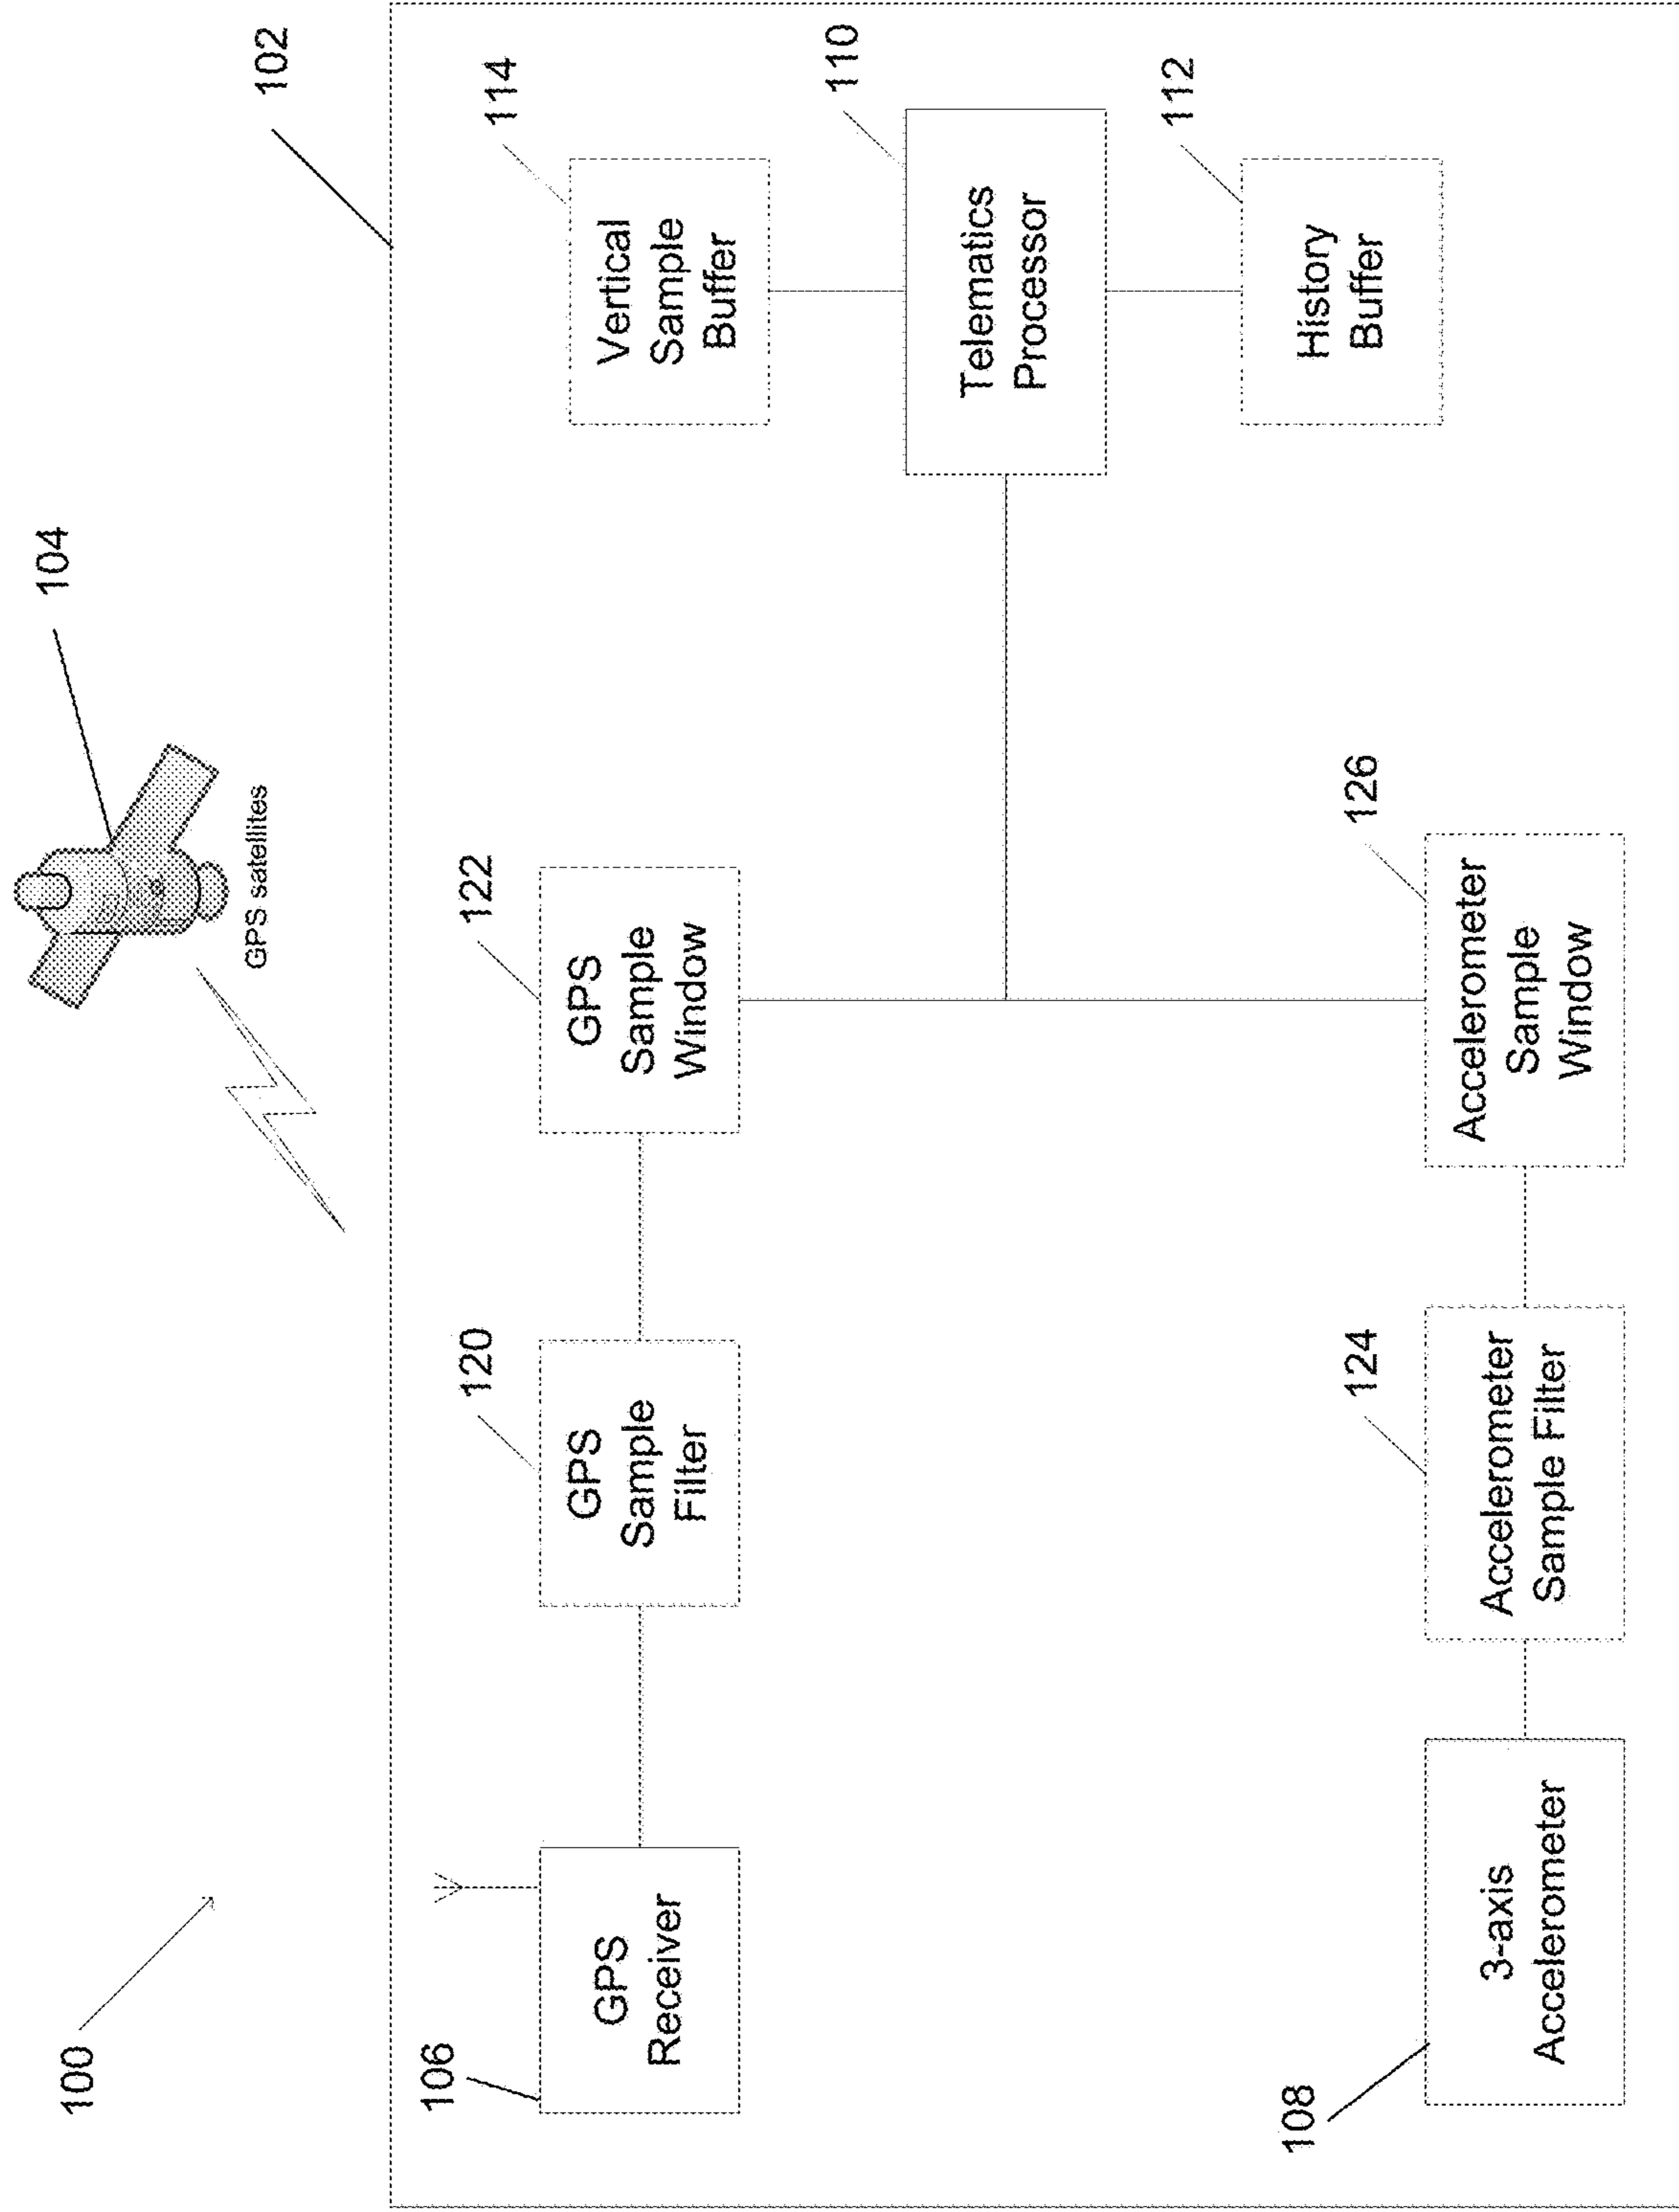 100
104
GPS satellites
102
106
GPS
Receiver
120
GPS
Sample
Filter
122
GPS
Sample
Window
114
Vertical
Sample
Buffer
110
Telematics
Processor
112
History
Buffer
108
3-axis
Accelerometer
124
Accelerometer
Sample Filter
126
Accelerometer
Sample
Window